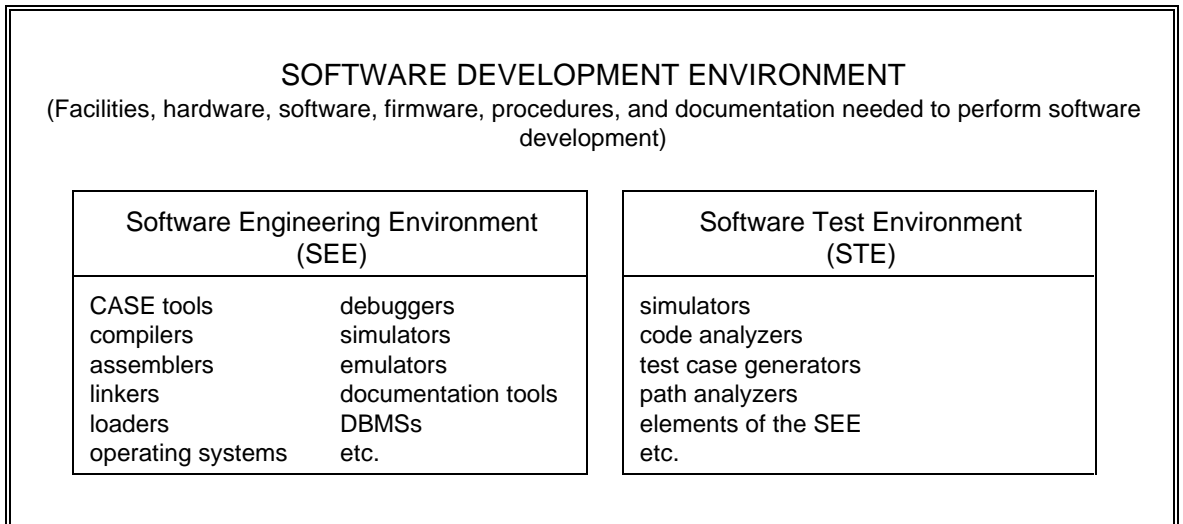 SOFTWARE DEVELOPMENT ENVIRONMENT
(Facilities, hardware, software, firmware, procedures, and documentation needed to perform software
development)
Software Engineering Environment
(SEE)
CASE tools
compilers
assemblers
linkers
loaders
operating systems
debuggers
simulators
emulators
documentation tools
DBMSs
etc.
Software Test Environment
(STE)
simulators
code analyzers
test case generators
path analyzers
elements of the SEE
etc.